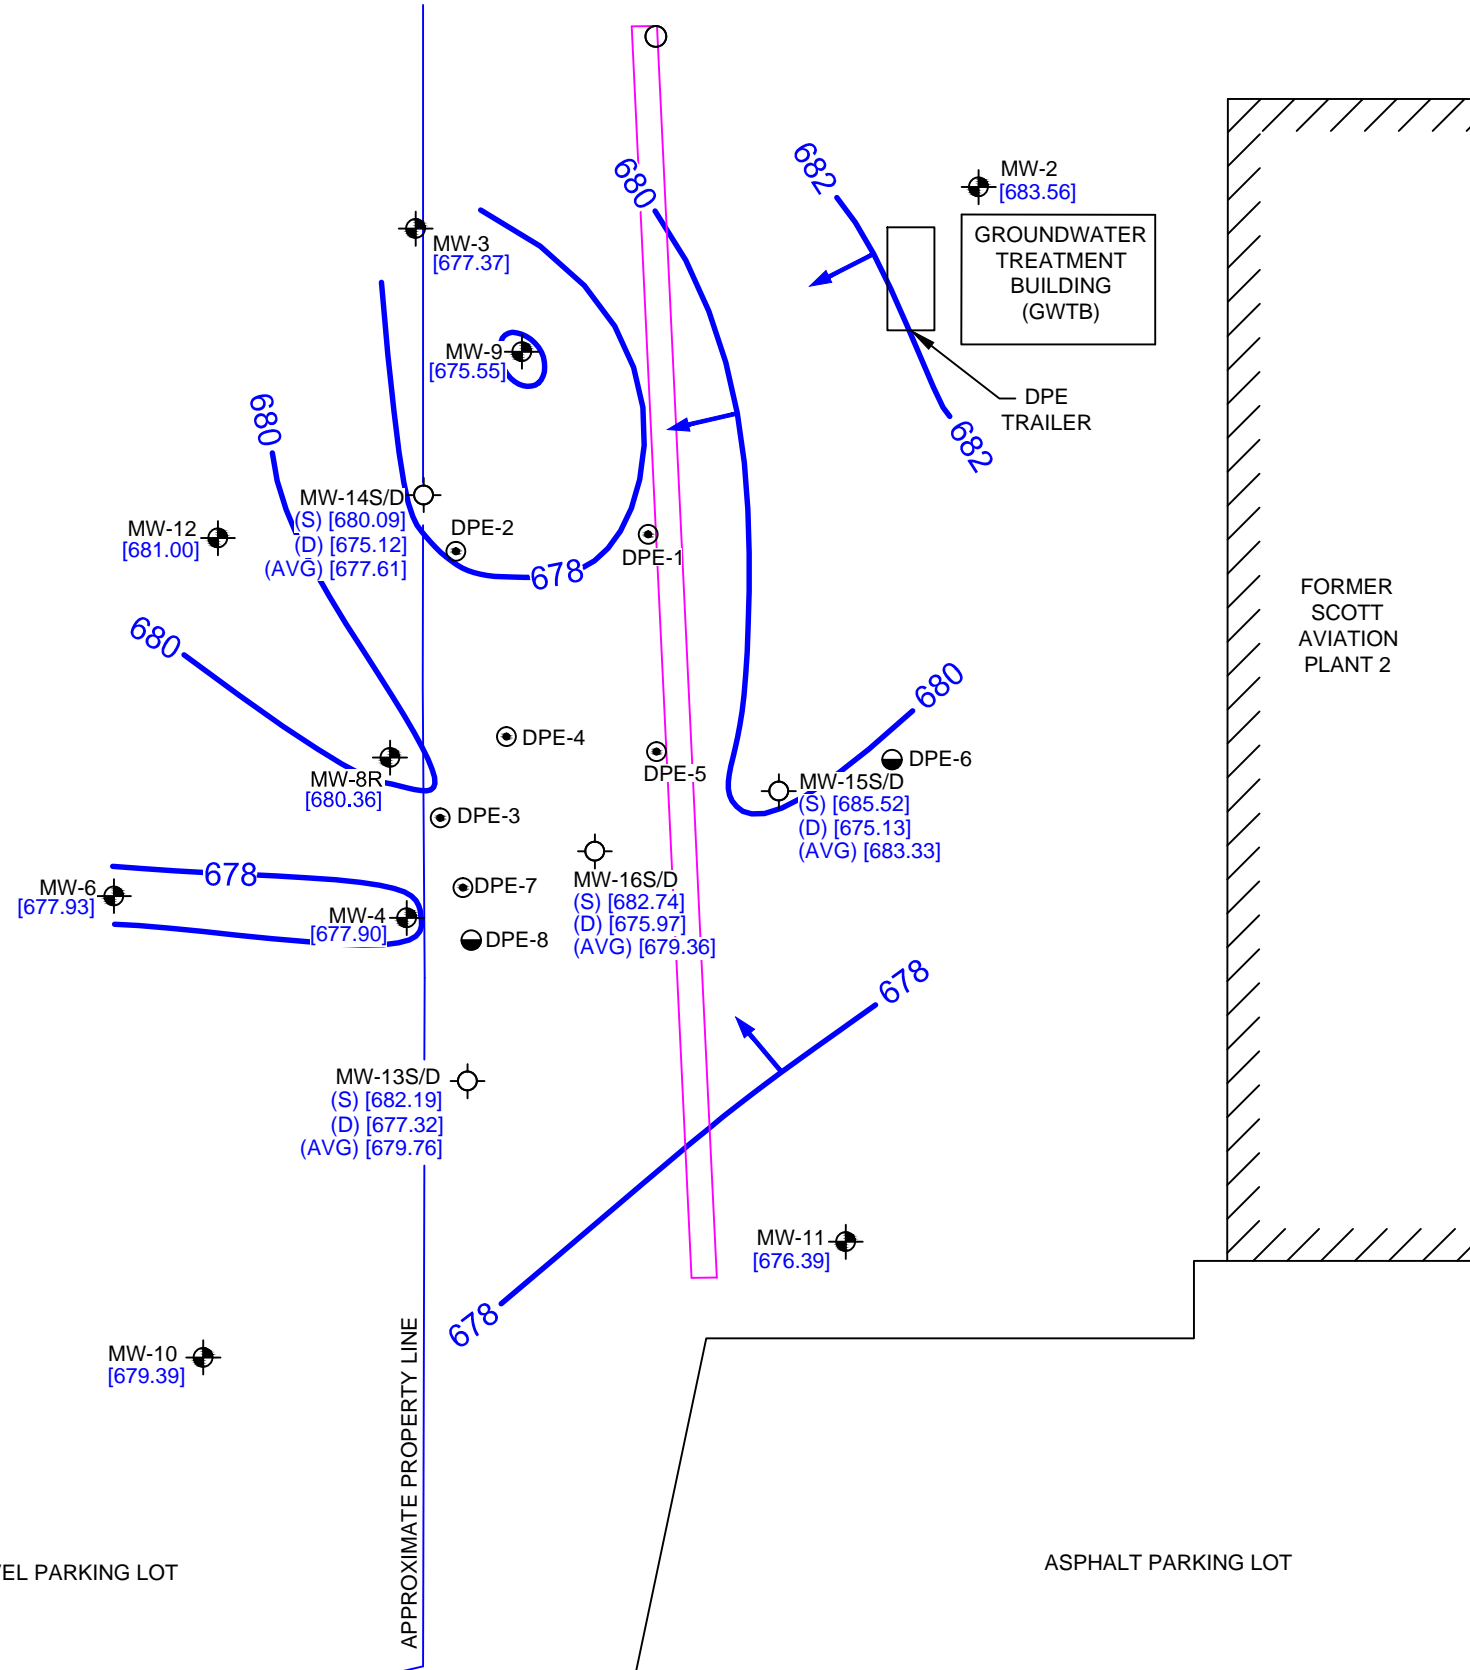 682
MW-2
[683.56]
680
GROUNDWATER
TREATMENT
BUILDING
(GWTB)
MW-3
[677.37]
MW-9
[675.55]
DPE
TRAILER
680
682
MW-14S/D
(S) [680.09]
(D) [675.12]
(AVG) [677.61]
MW-12
[681.00]
DPE-2
DPE-1
678
FORMER
SCOTT
AVIATION
PLANT 2
680
680
DPE-4
DPE-5
DPE-6
MW-8R
[680.36]
MW-15S/D
(S) [685.52]
(D) [675.13]
(AVG) [683.33]
DPE-3
678
MW-6
[677.93]
MW-4
[677.90]
DPE-7
DPE-8
MW-16S/D
(S) [682.74]
(D) [675.97]
(AVG) [679.36]
678
MW-13S/D
(S) [682.19]
(D) [677.32]
(AVG) [679.76]
MW-11
[676.39]
678
MW-10
[679.39]
APPROXIMATE PROPERTY LINE
EL PARKING LOT
ASPHALT PARKING LOT